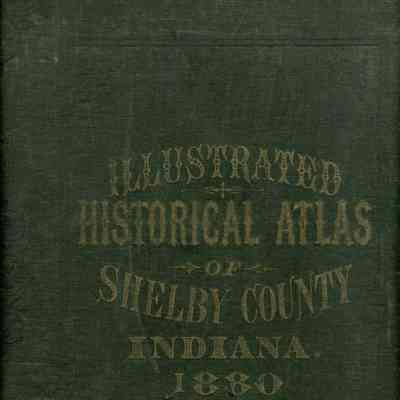 ILLUSTRATED
HISTORICAL ATLAS
OF
SHELBY COUNTY
INDIANA.
1880